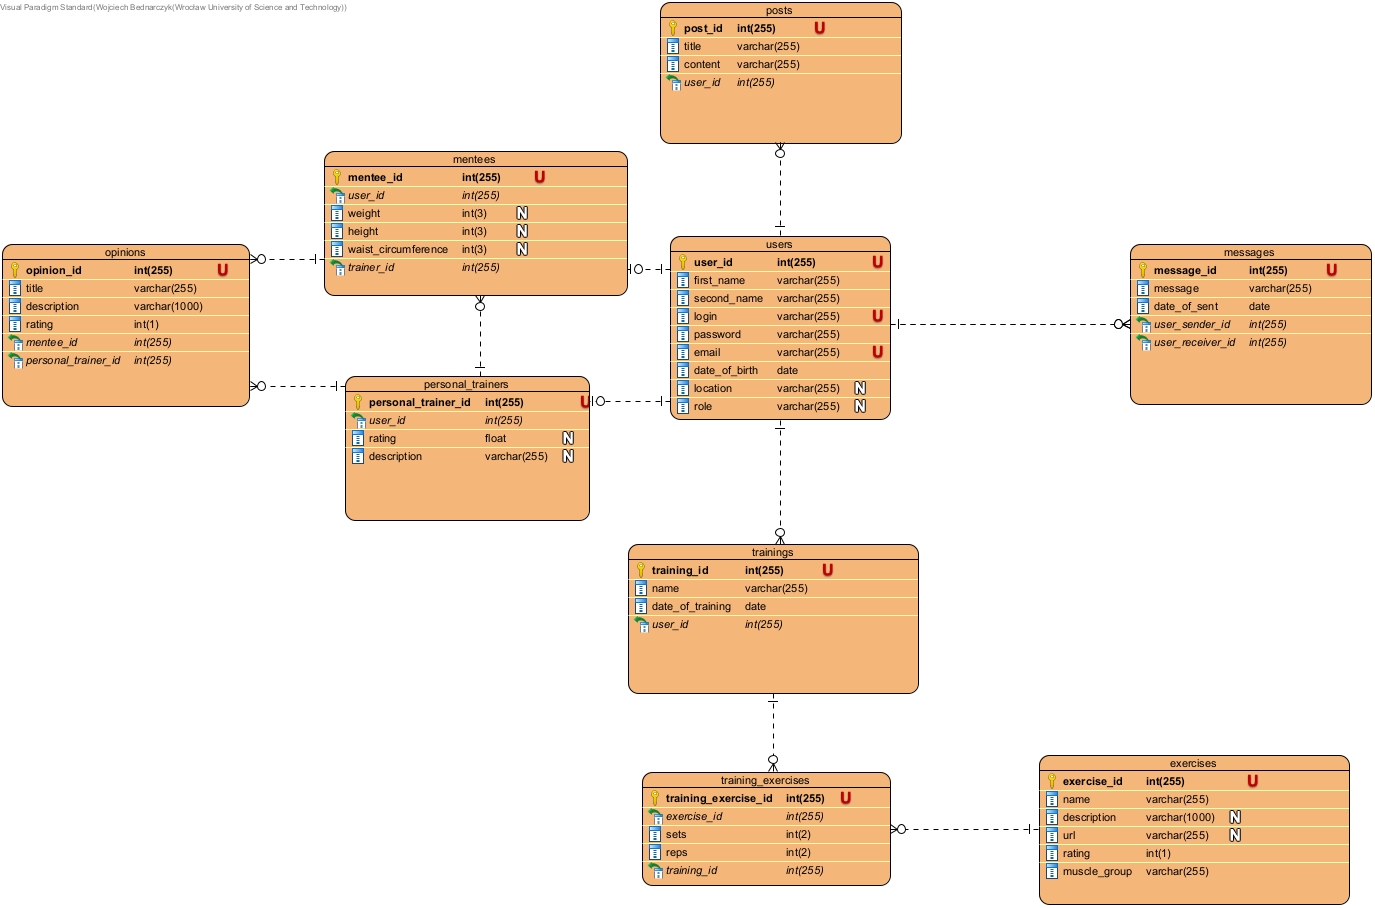 Visual Paradigm Standard(Wojciech Bednarczyk(Wrocław University of Science and Technology))
posts
post_id int(255) U
title varchar(255)
content varchar(255)
user_id int(255)
mentees
mentee_id int(255) U
user_id int(255)
weight int(3) N
height int(3) N
waist_circumference int(3) N
trainer_id int(255)
opinions
opinion_id int(255) U
title varchar(255)
description varchar(1000)
rating int(1)
mentee_id int(255)
personal_trainer_id int(255)
users
user_id int(255) U
first_name varchar(255)
second_name varchar(255)
login varchar(255) U
password varchar(255)
email varchar(255) U
date_of_birth date
location varchar(255) N
role varchar(255) N
messages
message_id int(255) U
message varchar(255)
date_of_sent date
user_sender_id int(255)
user_receiver_id int(255)
personal_trainers
personal_trainer_id int(255) U
user_id int(255)
rating float N
description varchar(255) N
trainings
training_id int(255) U
name varchar(255)
date_of_training date
user_id int(255)
training_exercises
training_exercise_id int(255) U
exercise_id int(255)
sets int(2)
reps int(2)
training_id int(255)
exercises
exercise_id int(255) U
name varchar(255)
description varchar(1000) N
url varchar(255) N
rating int(1)
muscle_group varchar(255)